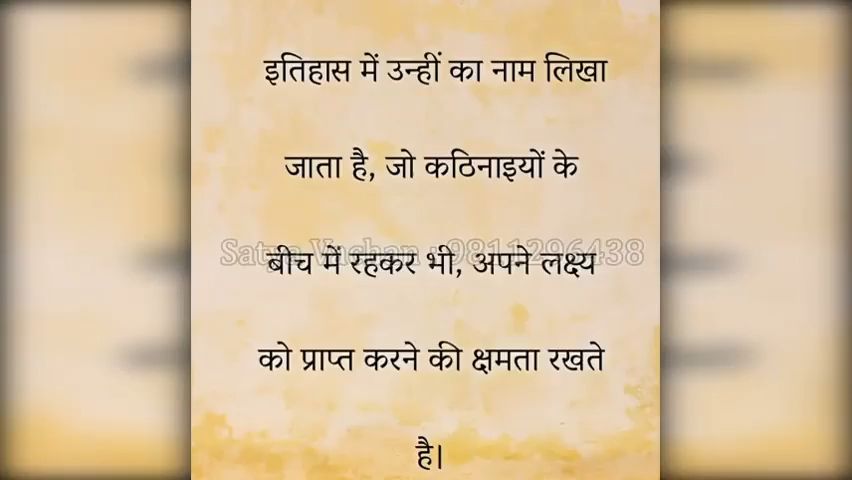 इतिहास में उन्हीं का नाम लिखा
जाता है, जो कठिनाइयों के
Satya Vachan : 9811296438
बीच में रहकर भी, अपने लक्ष्य
को प्राप्त करने की क्षमता रखते
है।